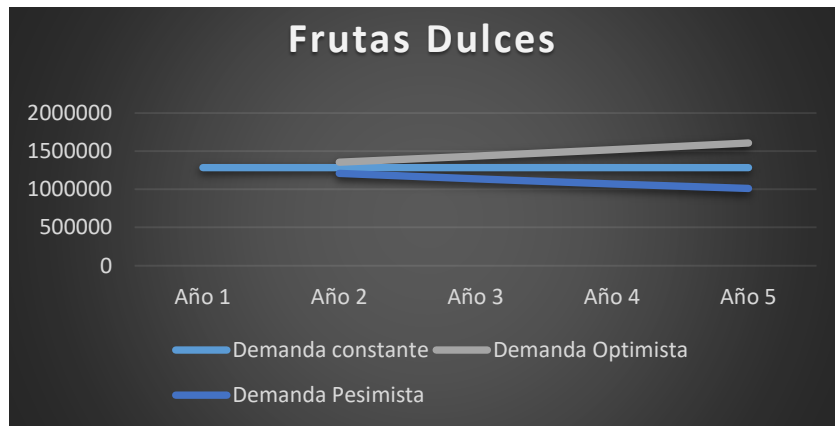 Frutas Dulces
2000000
1500000
1000000
500000
0
Año 1 Año 2 Año 3 Año 4 Año 5
Demanda constante Demanda Optimista
Demanda Pesimista